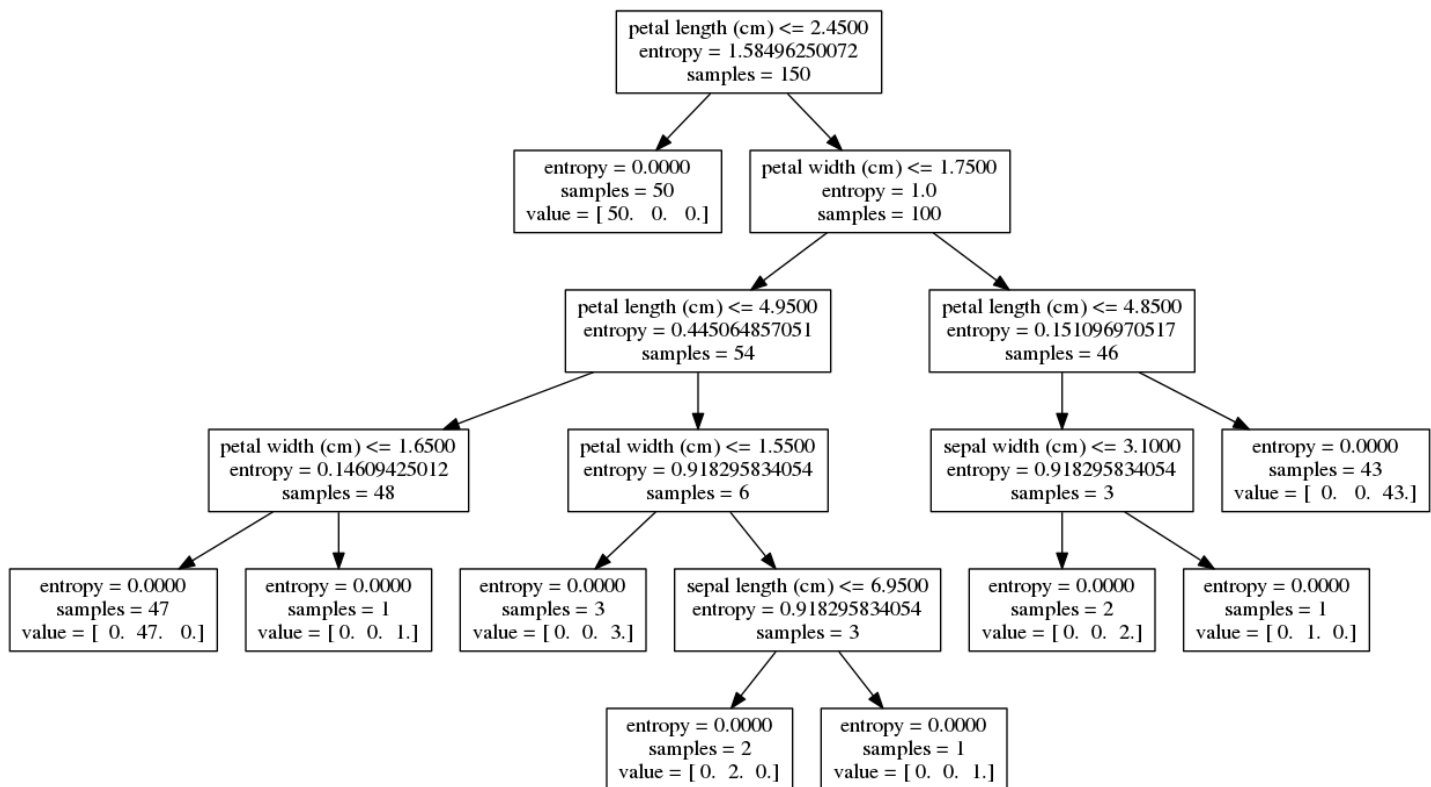 petal length (cm) <= 2.4500
entropy = 1.58496250072
samples = 150
entropy = 0.0000
samples = 50
value = [ 50.   0.   0.]
petal width (cm) <= 1.7500
entropy = 1.0
samples = 100
petal length (cm) <= 4.9500
entropy = 0.445064857051
samples = 54
petal length (cm) <= 4.8500
entropy = 0.151096970517
samples = 46
petal width (cm) <= 1.6500
entropy = 0.14609425012
samples = 48
petal width (cm) <= 1.5500
entropy = 0.918295834054
samples = 6
sepal width (cm) <= 3.1000
entropy = 0.918295834054
samples = 3
entropy = 0.0000
samples = 43
value = [  0.   0.  43.]
entropy = 0.0000
samples = 47
value = [  0.  47.   0.]
entropy = 0.0000
samples = 1
value = [ 0.  0.  1.]
entropy = 0.0000
samples = 3
value = [ 0.  0.  3.]
sepal length (cm) <= 6.9500
entropy = 0.918295834054
samples = 3
entropy = 0.0000
samples = 2
value = [ 0.  0.  2.]
entropy = 0.0000
samples = 1
value = [ 0.  1.  0.]
entropy = 0.0000
samples = 2
value = [ 0.  2.  0.]
entropy = 0.0000
samples = 1
value = [ 0.  0.  1.]